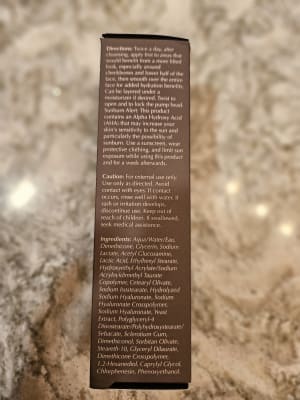 Directions: Twice a day, after
cleansing, apply first to areas that
would benefit from a more lifted
look, especially around
cheekbones and lower half of the
face, then smooth over the entire
face for added hydration benefits.
Can be layered under a
moisturizer if desired. Twist to
open and to lock the pump head.
Sunburn Alert: This product
contains an Alpha Hydroxy Acid
(AHA) that may increase your
skin's sensitivity to the sun and
particularly the possibility of
sunburn. Use a sunscreen, wear
protective clothing, and limit sun
exposure while using this product
and for a week afterwards.
Caution: For external use only.
Use only as directed. Avoid
contact with eyes. If contact
occurs, rinse well with water. If
rash or irritation develops,
discontinue use. Keep out of
reach of children. If swallowed,
seek medical assistance.
Ingredients: Aqua/Water/Eau,
Dimethicone, Glycerin, Sodium
Lactate, Acetyl Glucosamine,
Lactic Acid, Ethylhexyl Stearate,
Hydroxyethyl Acrylate/Sodium
Acryloyldimethyl Taurate
Copolymer, Cetearyl Olivate,
Sodium Isostearate, Hydrolyzed
Sodium Hyaluronate, Sodium
Hyaluronate Crosspolymer,
Sodium Hyaluronate, Yeast
Extract, Polyglyceryl-4
Diisostearate/Polyhydroxystearate/
Sebacate, Sclerotium Gum,
Dimethiconol, Sorbitan Olivate,
Steareth-10, Glyceryl Dilaurate,
Dimethicone Crosspolymer,
1,2-Hexanediol, Caprylyl Glycol,
Chlorphenesin, Phenoxyethanol.